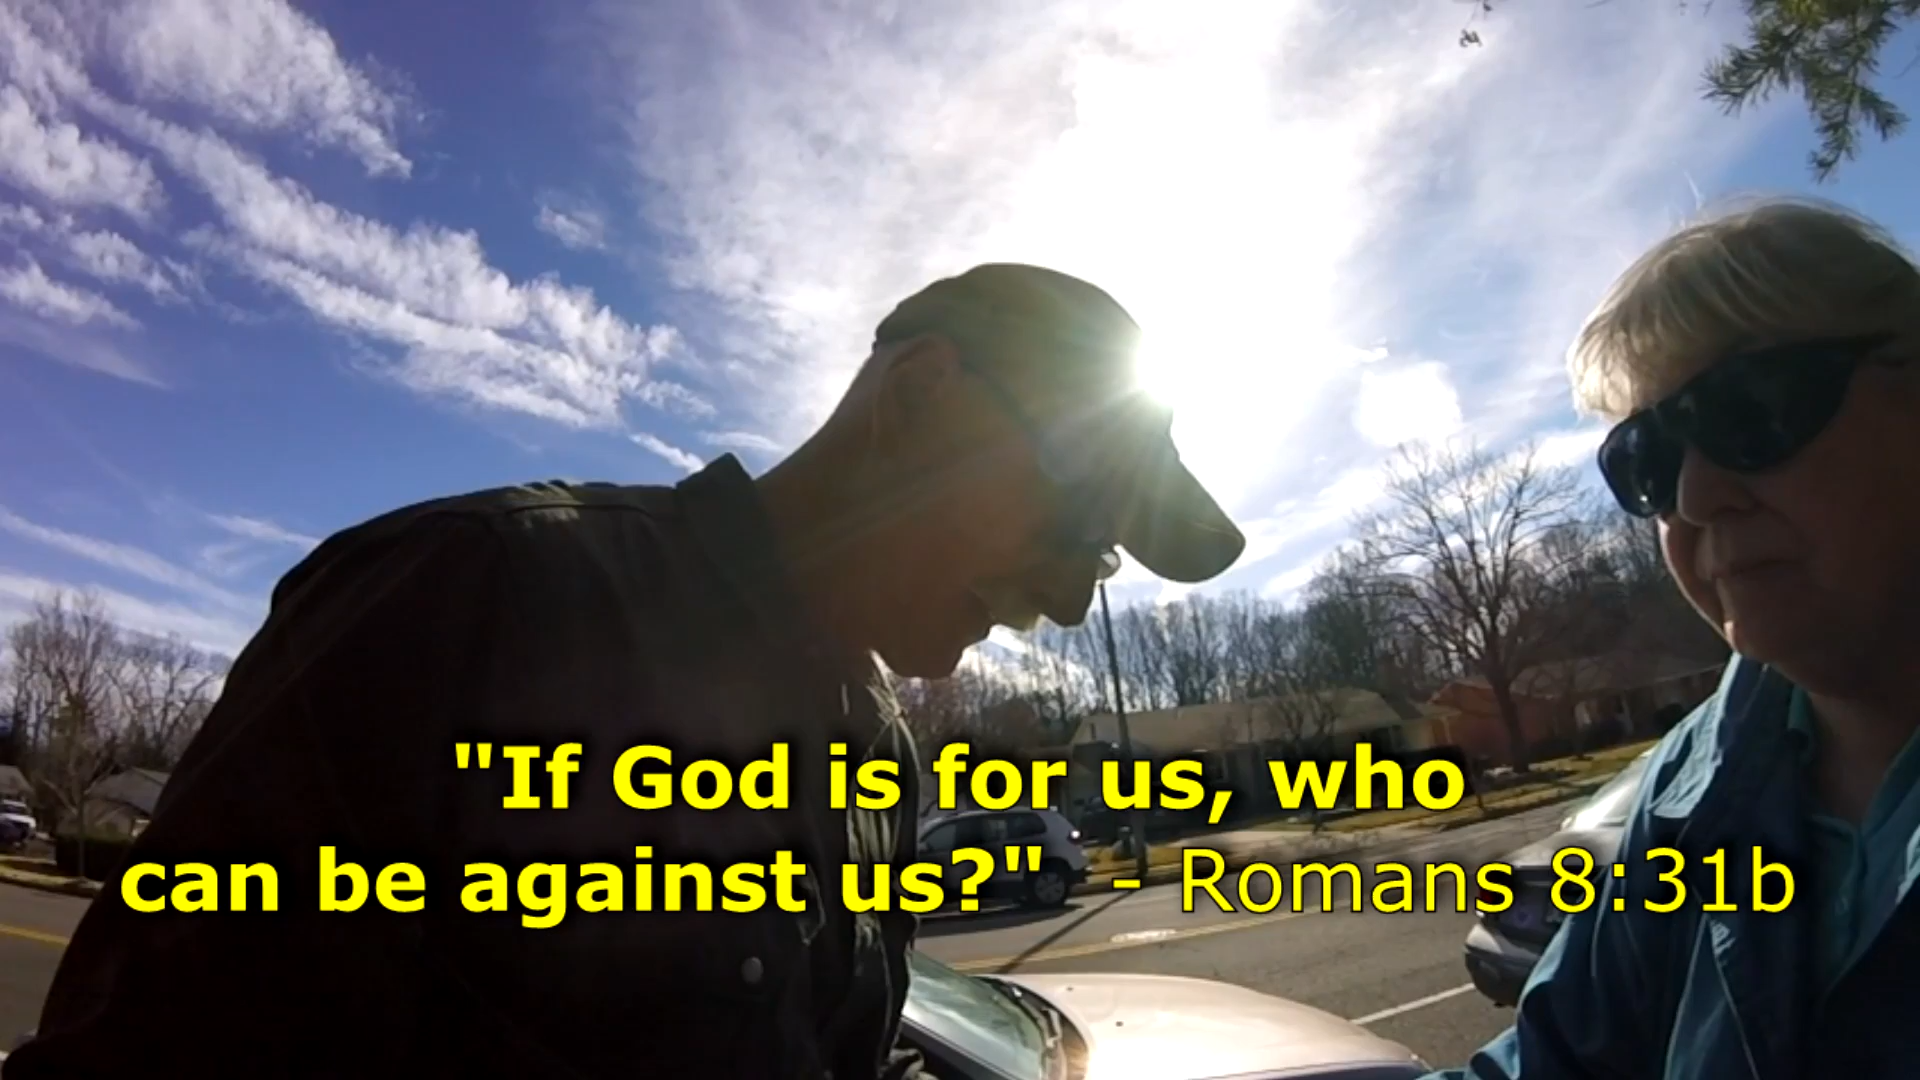 "If God is for us, who
can be against us?" - Romans 8:31b